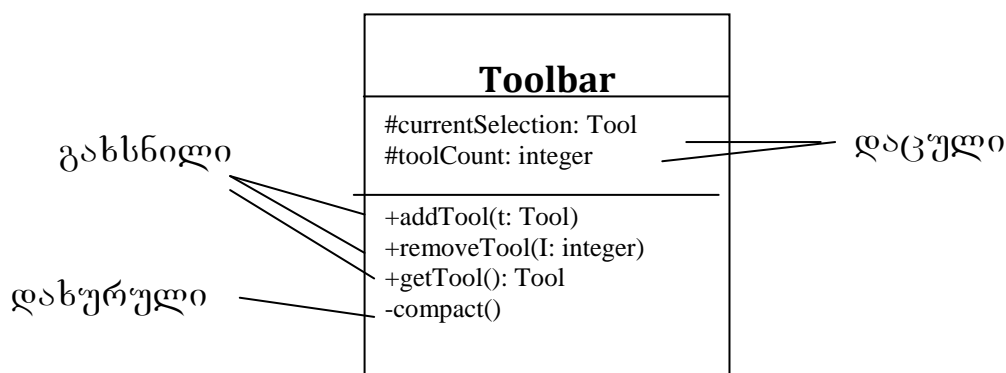 Toolbar
#currentSelection: Tool
#toolCount: integer
დაცული
გახსნილი
+addTool(t: Tool)
+removeTool(I: integer)
+getTool(): Tool
-compact()
დახურული